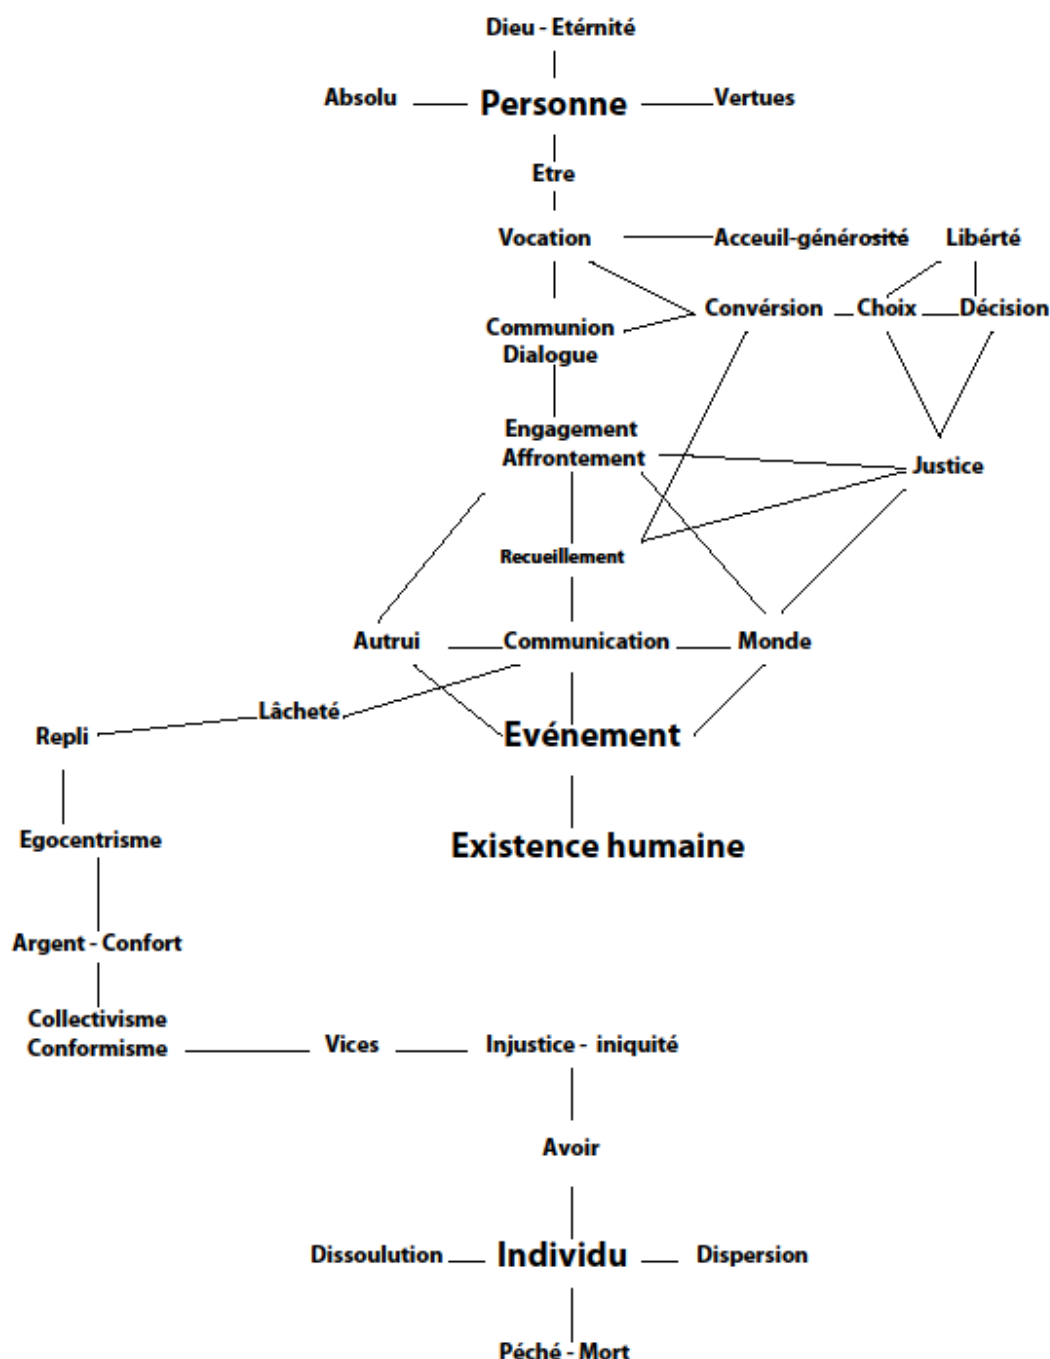 Dieu - Etérnité
Absolu Personne Vertues
Etre
Vocation Acceuil-générosité Libérté
Convérsion Choix Décision
Communion
Dialogue
Engagement
Affrontement Justice
Recueillement
Autrui Communication Monde
Lâcheté
Repli Evénement
Egocentrisme Existence humaine
Argent - Confort
Collectivisme
Conformisme Vices Injustice - iniquité
Avoir
Dissoulution Individu Dispersion
Péché - Mort